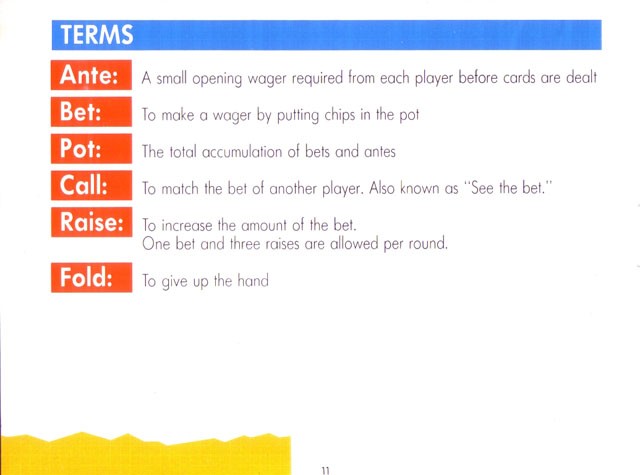 TERMS
Ante: A small opening wager required from each player before cards are dealt
Bet: To make a wager by putting chips in the pot
Pot: The total accumulation of bets and antes
Call: To match the bet of another player. Also known as "See the bet."
Raise: To increase the amount of the bet.
One bet and three raises are allowed per round.
Fold: To give up the hand
11